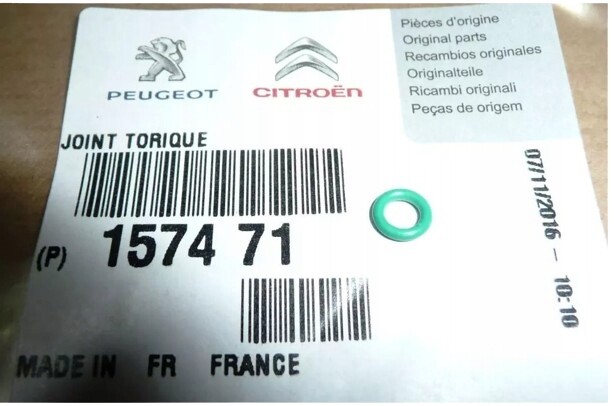 PEUGEOT
CITROËN
Pièces d'origine
Original parts
Recambios originales
Originalteile
Ricambi originali
Peças de origem
JOINT TORIQUE
(P) 1574 71
07/11/2016 - 10:10
MADE IN FR FRANCE